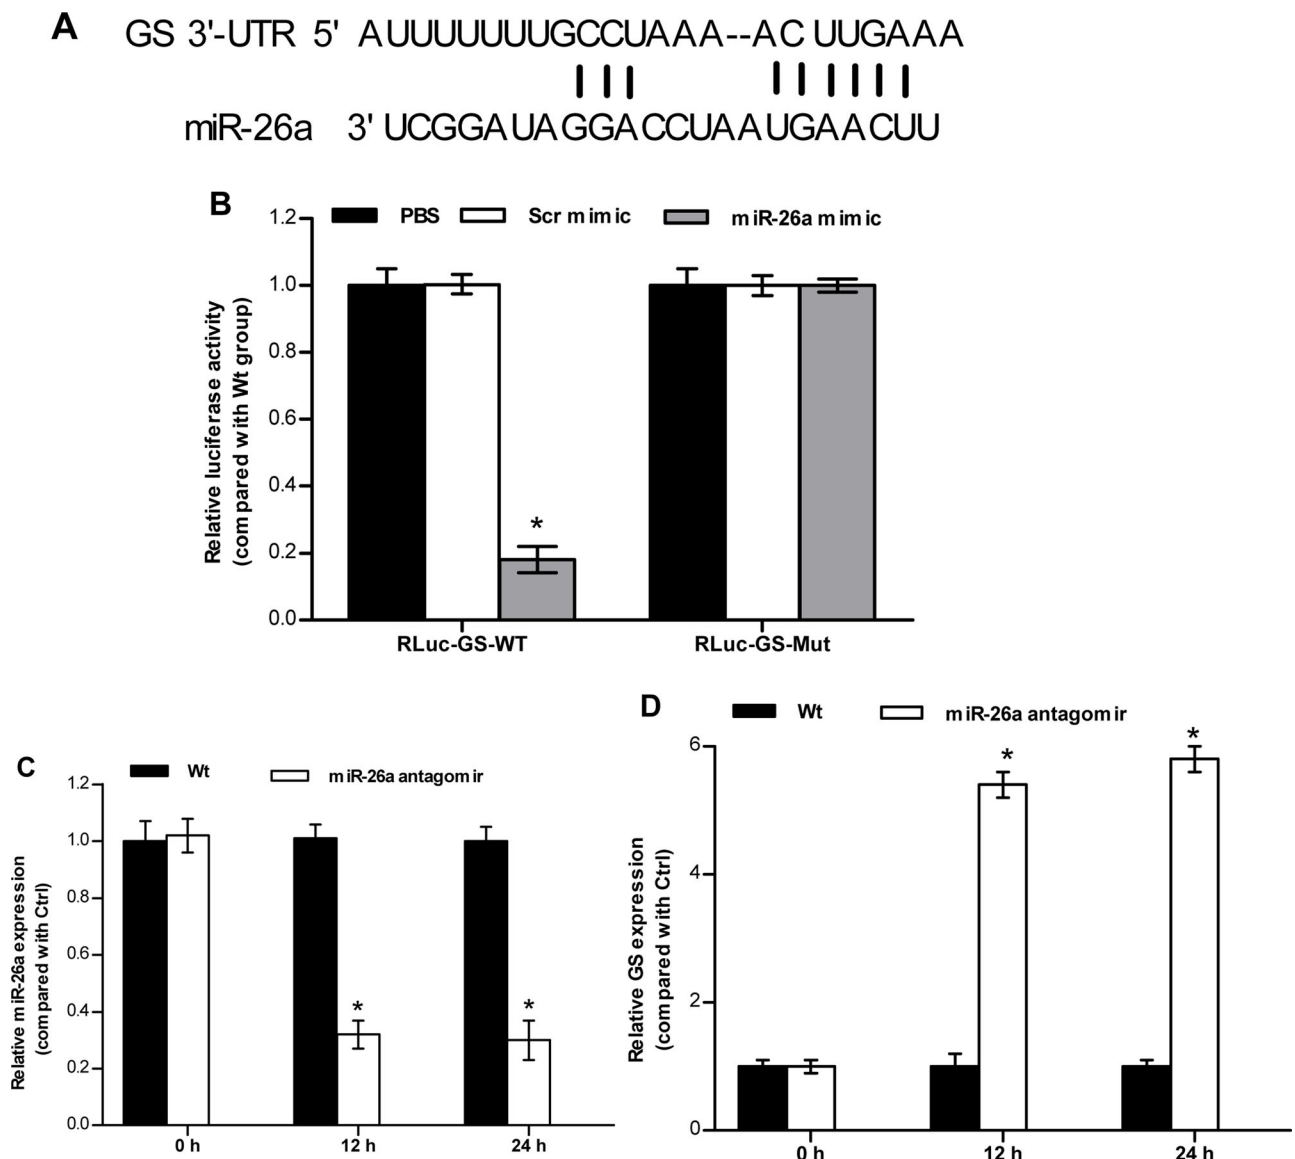 A
GS 3'-UTR 5' AUUUUUUUGCCUAAA--AC UUGAAA
miR-26a 3' UCGGAUAGGACCUAAUGAACUU
B
PBS Scr mimic miR-26a mimic
Relative luciferase activity
(compared with Wt group)
1.2
1.0
0.8
0.6
0.4
0.2
0.0
*
RLuc-GS-WT RLuc-GS-Mut
C
Wt miR-26a antagomir
Relative miR-26a expression
(compared with Ctrl)
1.2
1.0
0.8
0.6
0.4
0.2
0.0
* *
0 h 12 h 24 h
D
Wt miR-26a antagomir
Relative GS expression
(compared with Ctrl)
6
4
2
0
* *
0 h 12 h 24 h